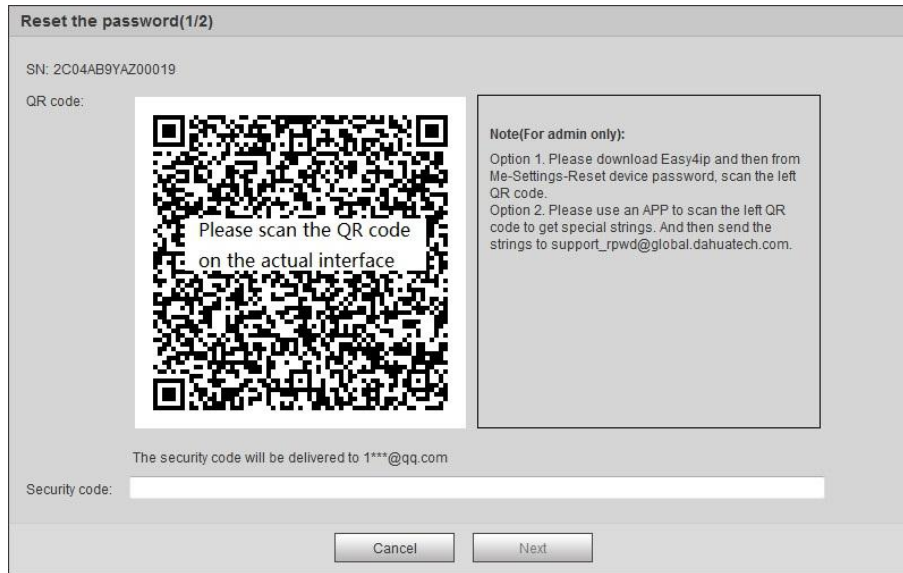 Reset the password(1/2)
SN: 2C04AB9YAZ00019
QR code:
Please scan the QR code
on the actual interface
Note(For admin only):
Option 1. Please download Easy4ip and then from
Me-Settings-Reset device password, scan the left
QR code.
Option 2. Please use an APP to scan the left QR
code to get special strings. And then send the
strings to support_rpwd@global.dahuatech.com.
The security code will be delivered to 1***@qq.com
Security code:
Cancel
Next